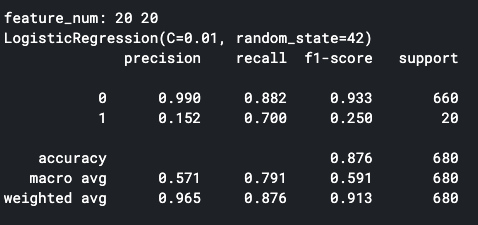 feature_num: 20 20
LogisticRegression(C=0.01, random_state=42)
precision recall f1-score support
0 0.990 0.882 0.933 660
1 0.152 0.700 0.250 20
accuracy 0.876 680
macro avg 0.571 0.791 0.591 680
weighted avg 0.965 0.876 0.913 680